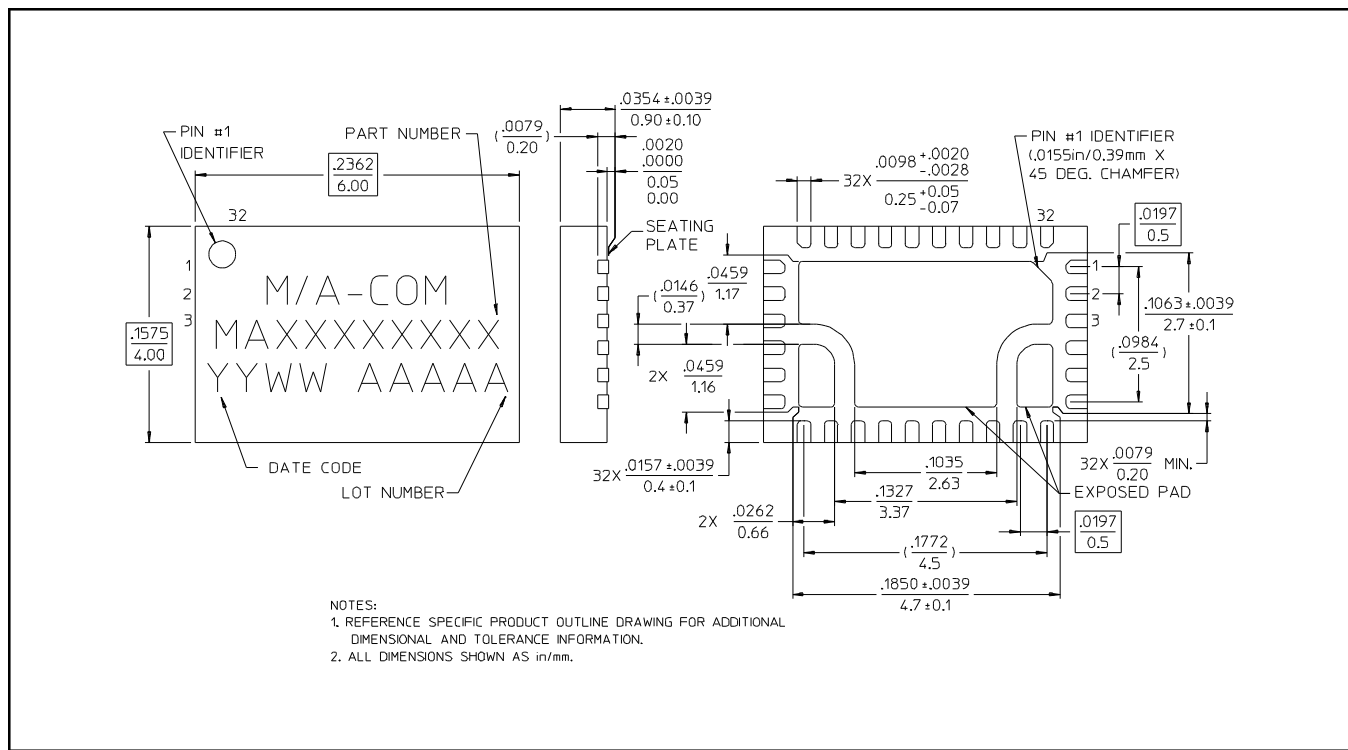 PIN #1
IDENTIFIER
PART NUMBER
.2362
6.00
32
.1575
4.00
1
2
3
M/A-COM
MAXXXXXXXXX
YYWW AAAAA
DATE CODE
LOT NUMBER
.0354 ±.0039
0.90 ±0.10
(.0079
0.20)
.0020
.0000
0.05
0.00
SEATING
PLATE
32X .0098 +.0020
-.0028
0.25 +0.05
-0.07
PIN #1 IDENTIFIER
(.0155in/0.39mm X
45 DEG. CHAMFER)
32
.0197
0.5
1
2
3
.1063 ±.0039
2.7 ±0.1
(.0984
2.5)
.0459
1.17
(.0146
0.37)
2X .0459
1.16
32X .0157 ±.0039
0.4 ±0.1
2X .0262
0.66
.1035
2.63
.1327
3.37
(.1772
4.5)
.1850 ±.0039
4.7 ±0.1
32X .0079 MIN.
0.20
EXPOSED PAD
.0197
0.5
NOTES:
1. REFERENCE SPECIFIC PRODUCT OUTLINE DRAWING FOR ADDITIONAL
DIMENSIONAL AND TOLERANCE INFORMATION.
2. ALL DIMENSIONS SHOWN AS in/mm.